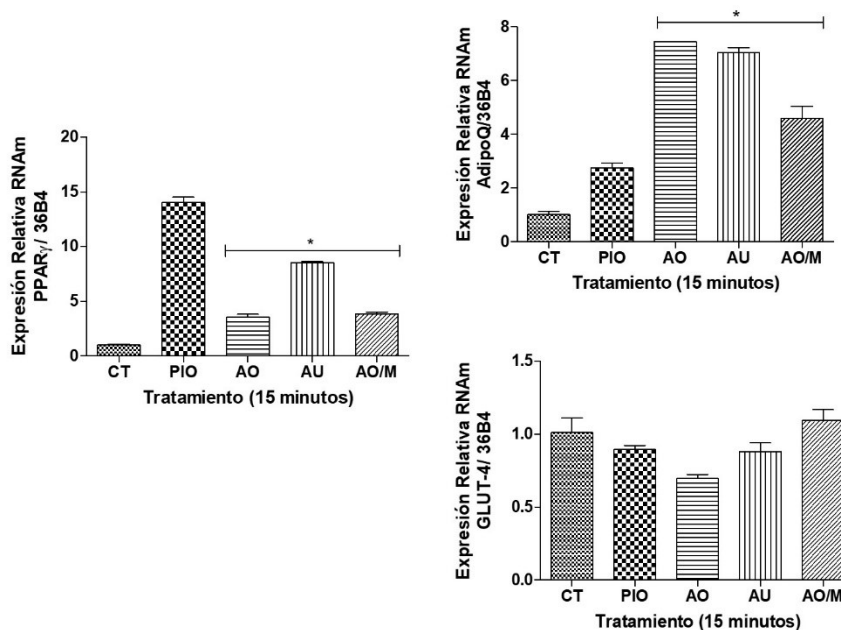 Expresión Relativa RNAm
PPARγ/ 36B4
20
15
10
5
0
*
CT PIO AO AU AO/M
Tratamiento (15 minutos)
Expresión Relativa RNAm
AdipoQ/36B4
8
6
4
2
0
*
CT PIO AO AU AO/M
Tratamiento (15 minutos)
Expresión Relativa RNAm
GLUT-4/ 36B4
1.5
1.0
0.5
0.0
CT PIO AO AU AO/M
Tratamiento (15 minutos)